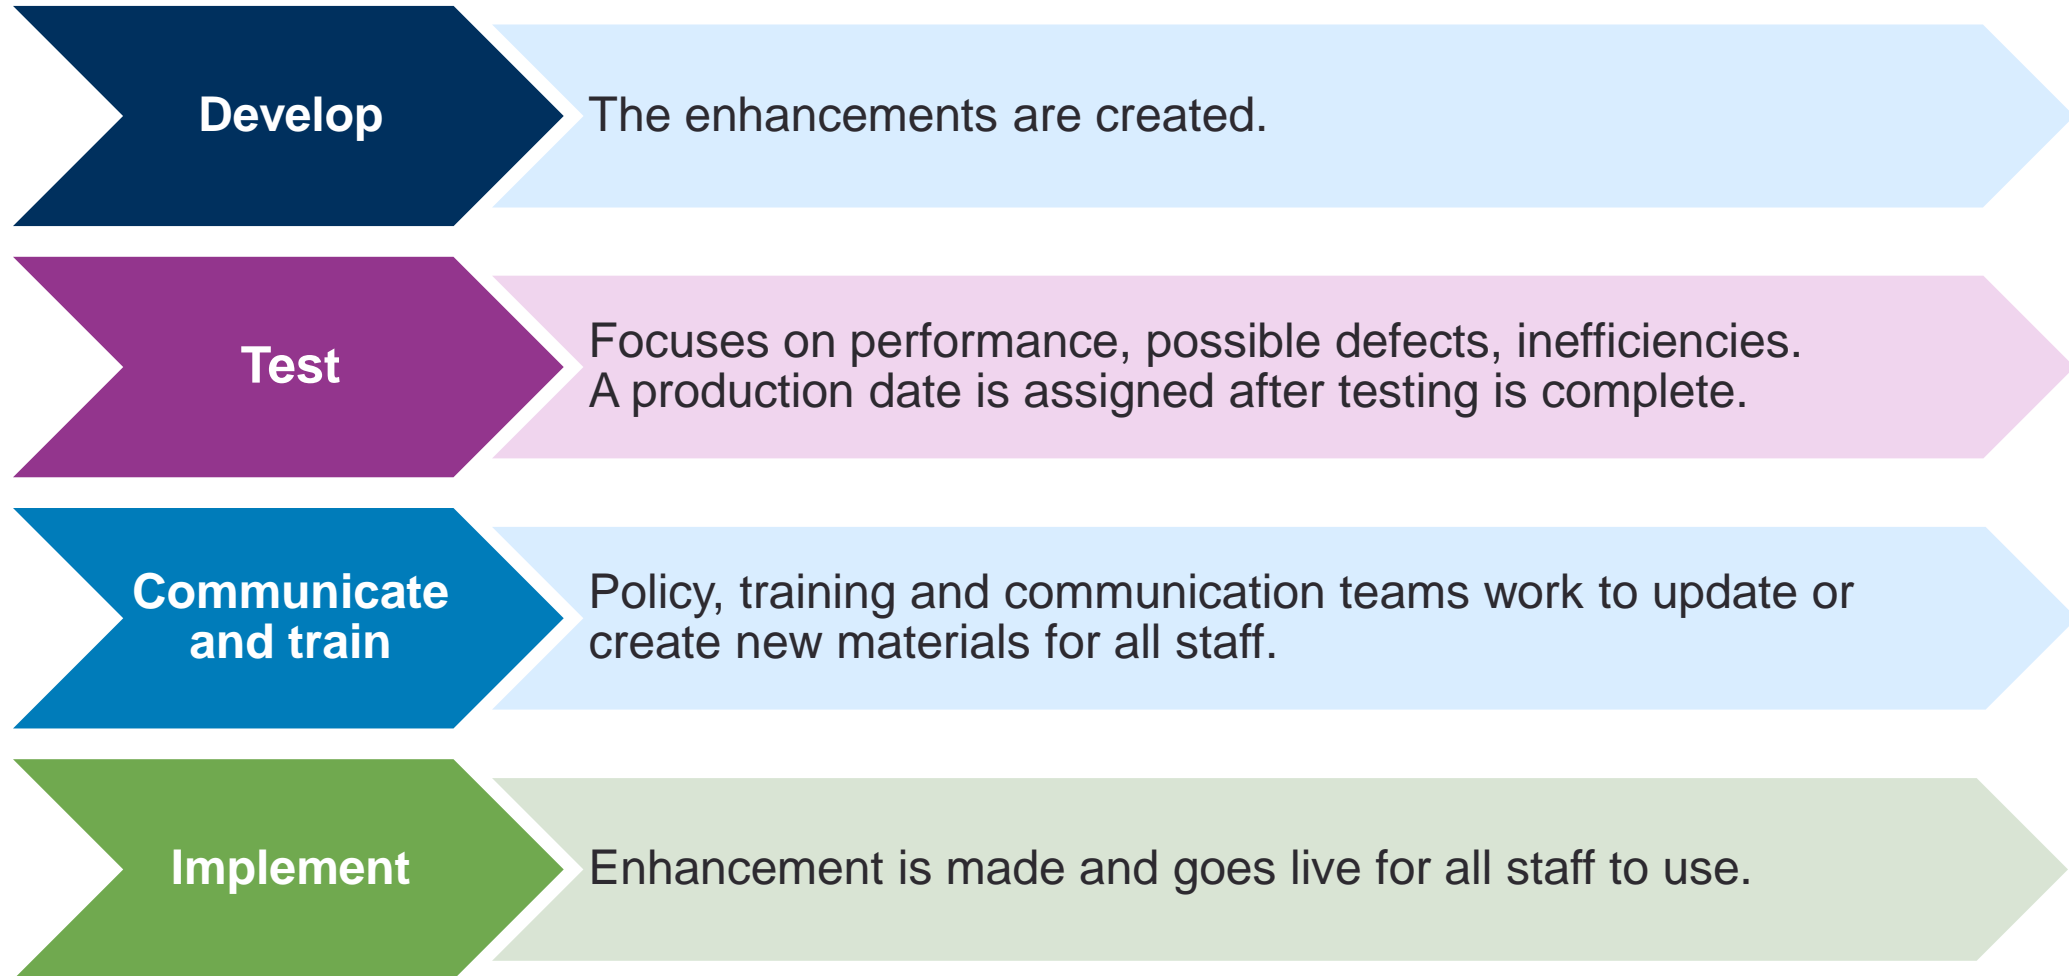 Develop
The enhancements are created.
Test
Focuses on performance, possible defects, inefficiencies.
A production date is assigned after testing is complete.
Communicate
and train
Policy, training and communication teams work to update or
create new materials for all staff.
Implement
Enhancement is made and goes live for all staff to use.